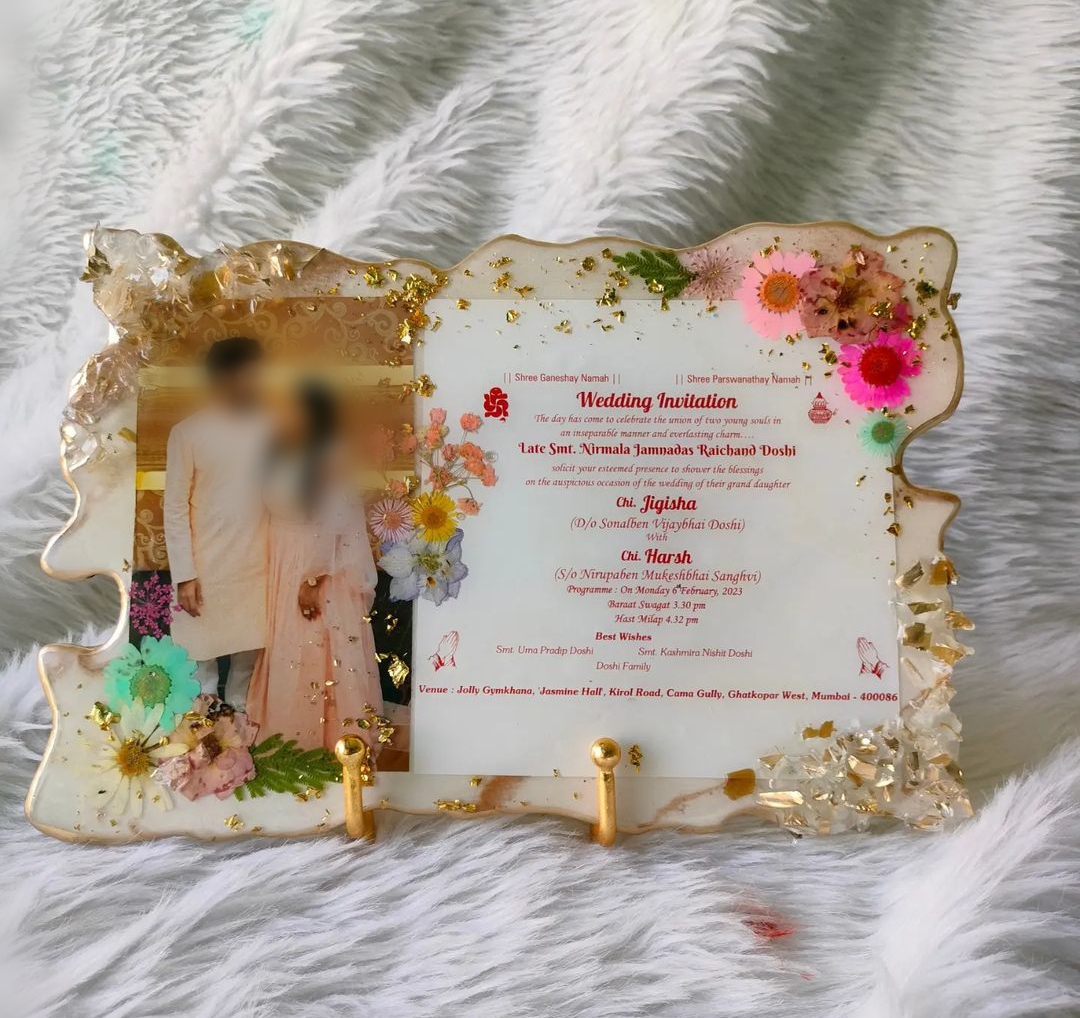 || Shree Ganeshay Namah || || Shree Parswanathay Namah ||
Wedding Invitation
The day has come to celebrate the union of two young souls in
an inseparable manner and everlasting charm....
Late Smt. Nirmala Jamnadas Raichand Doshi
solicit your esteemed presence to shower the blessings
on the auspicious occasion of the wedding of their grand daughter
Chi. Jigisha
(D/o Sonalben Vijaybhai Doshi)
With
Chi. Harsh
(S/o Nirupaben Mukeshbhai Sanghvi)
Programme : On Monday 6 February, 2023
Baraat Swagat 3.30 pm
Hast Milap 4.32 pm
Best Wishes
Smt. Uma Pradip Doshi Smt. Kashmira Nishit Doshi
Doshi Family
Venue : Jolly Gymkhana, 'Jasmine Hall', Kirol Road, Cama Gully, Ghatkopar West, Mumbai - 400086